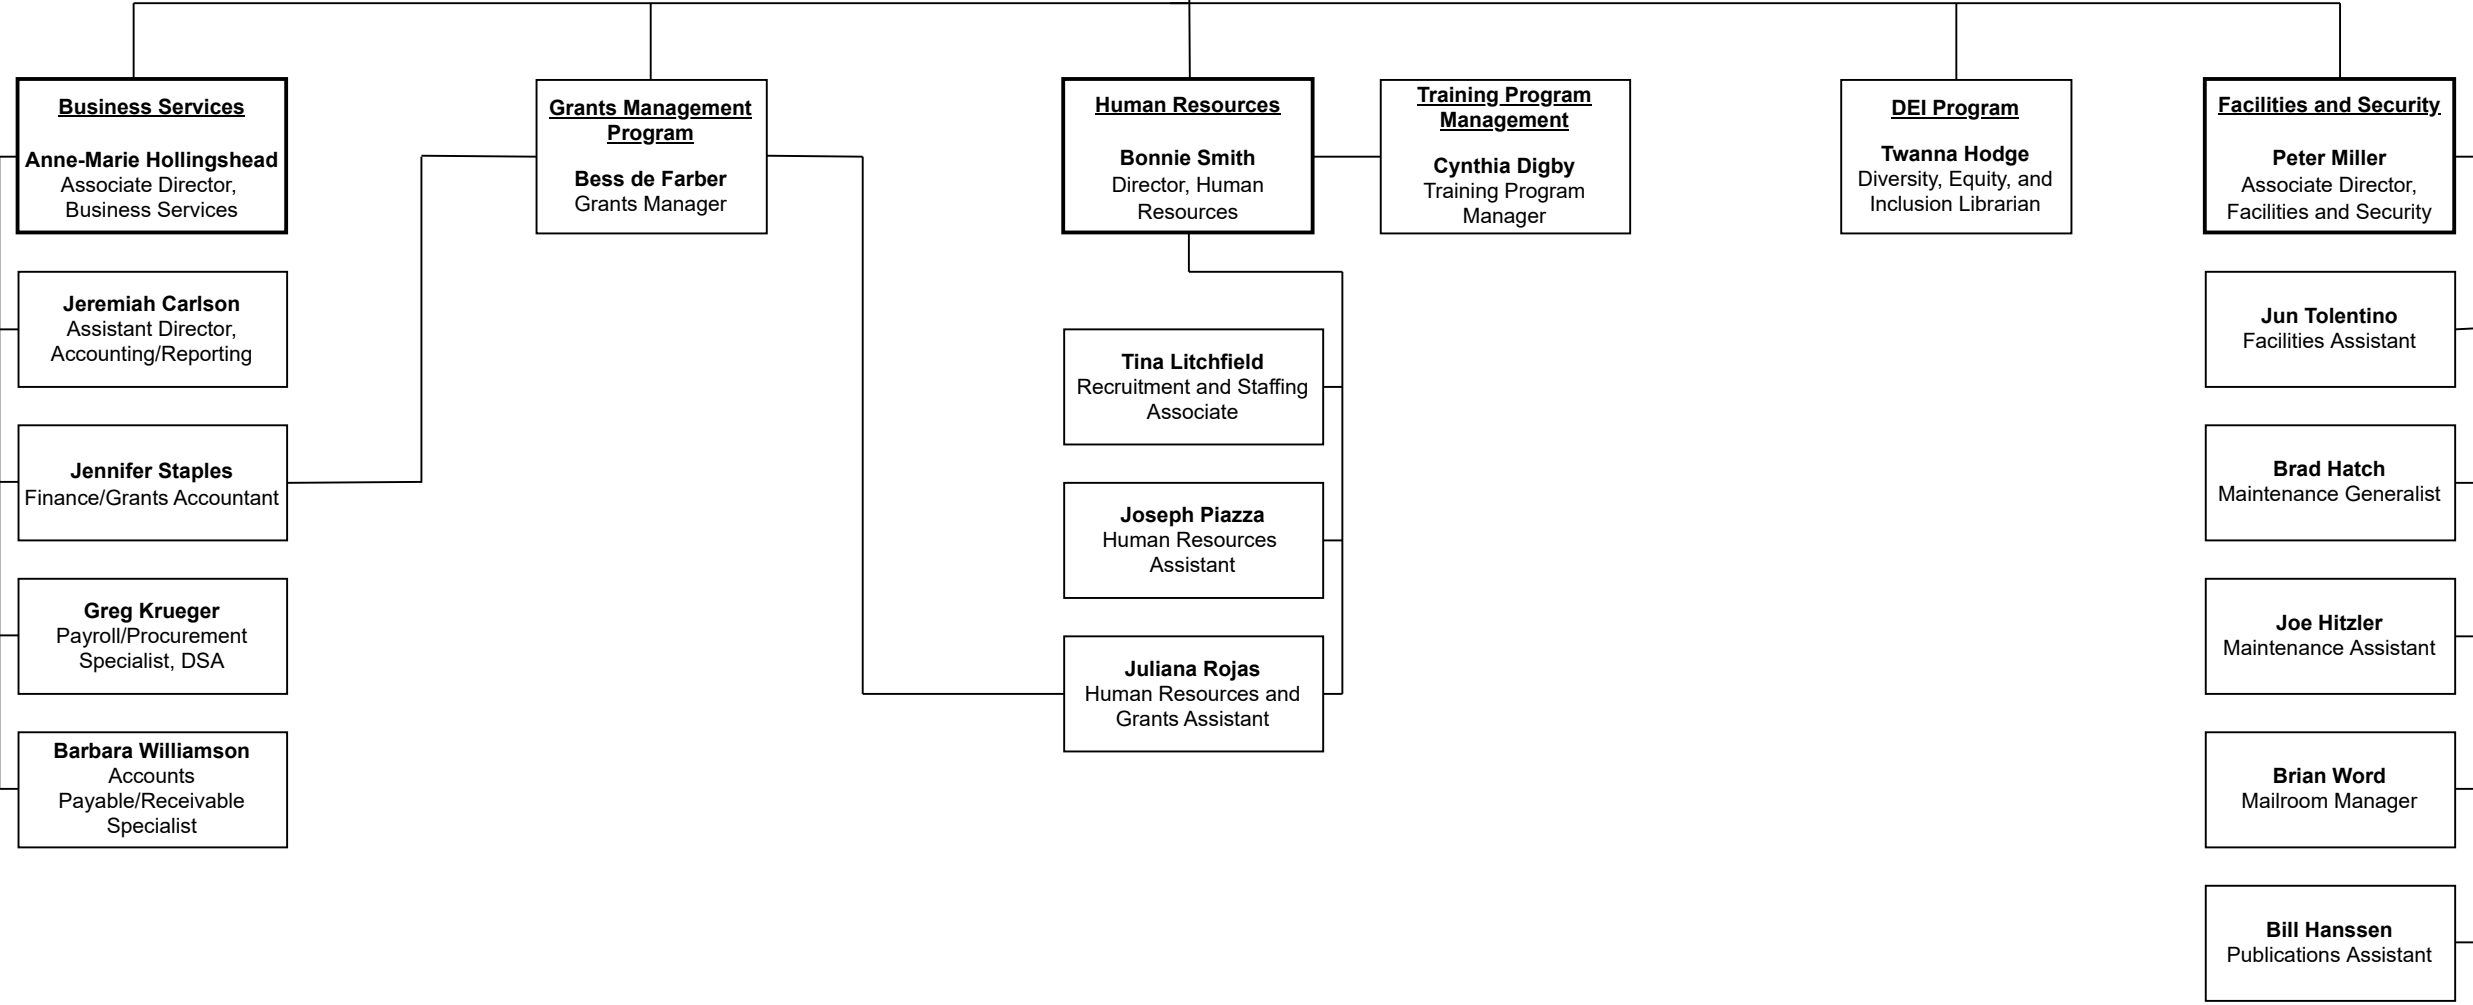 Business Services
Anne-Marie Hollingshead
Associate Director,
Business Services
Grants Management
Program
Bess de Farber
Grants Manager
Human Resources
Bonnie Smith
Director, Human
Resources
Training Program
Management
Cynthia Digby
Training Program
Manager
DEI Program
Twanna Hodge
Diversity, Equity, and
Inclusion Librarian
Facilities and Security
Peter Miller
Associate Director,
Facilities and Security
Jeremiah Carlson
Assistant Director,
Accounting/Reporting
Jennifer Staples
Finance/Grants Accountant
Greg Krueger
Payroll/Procurement
Specialist, DSA
Barbara Williamson
Accounts
Payable/Receivable
Specialist
Tina Litchfield
Recruitment and Staffing
Associate
Joseph Piazza
Human Resources
Assistant
Juliana Rojas
Human Resources and
Grants Assistant
Jun Tolentino
Facilities Assistant
Brad Hatch
Maintenance Generalist
Joe Hitzler
Maintenance Assistant
Brian Word
Mailroom Manager
Bill Hanssen
Publications Assistant